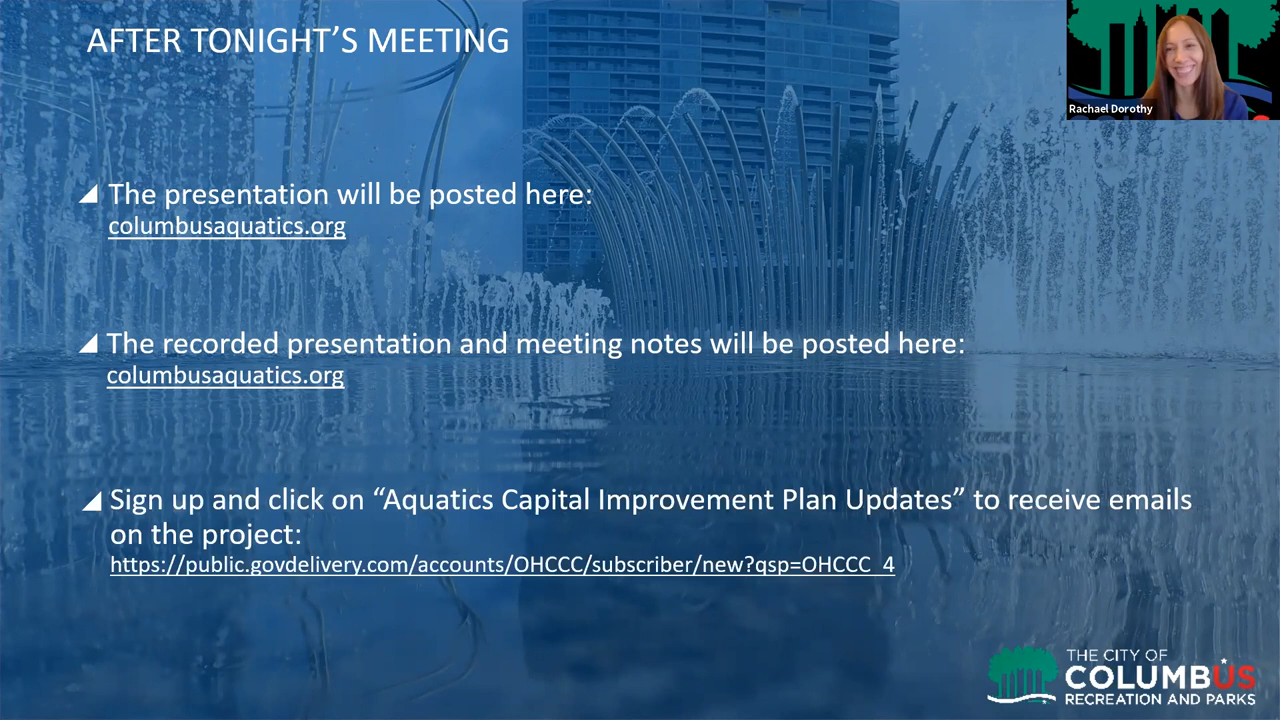 AFTER TONIGHT'S MEETING
Rachael Dorothy
The presentation will be posted here:
columbusaquatics.org
The recorded presentation and meeting notes will be posted here:
columbusaquatics.org
Sign up and click on “Aquatics Capital Improvement Plan Updates” to receive emails
on the project:
https://public.govdelivery.com/accounts/OHCCC/subscriber/new?qsp=OHCCC_4
THE CITY OF
COLUMBUS
RECREATION AND PARKS